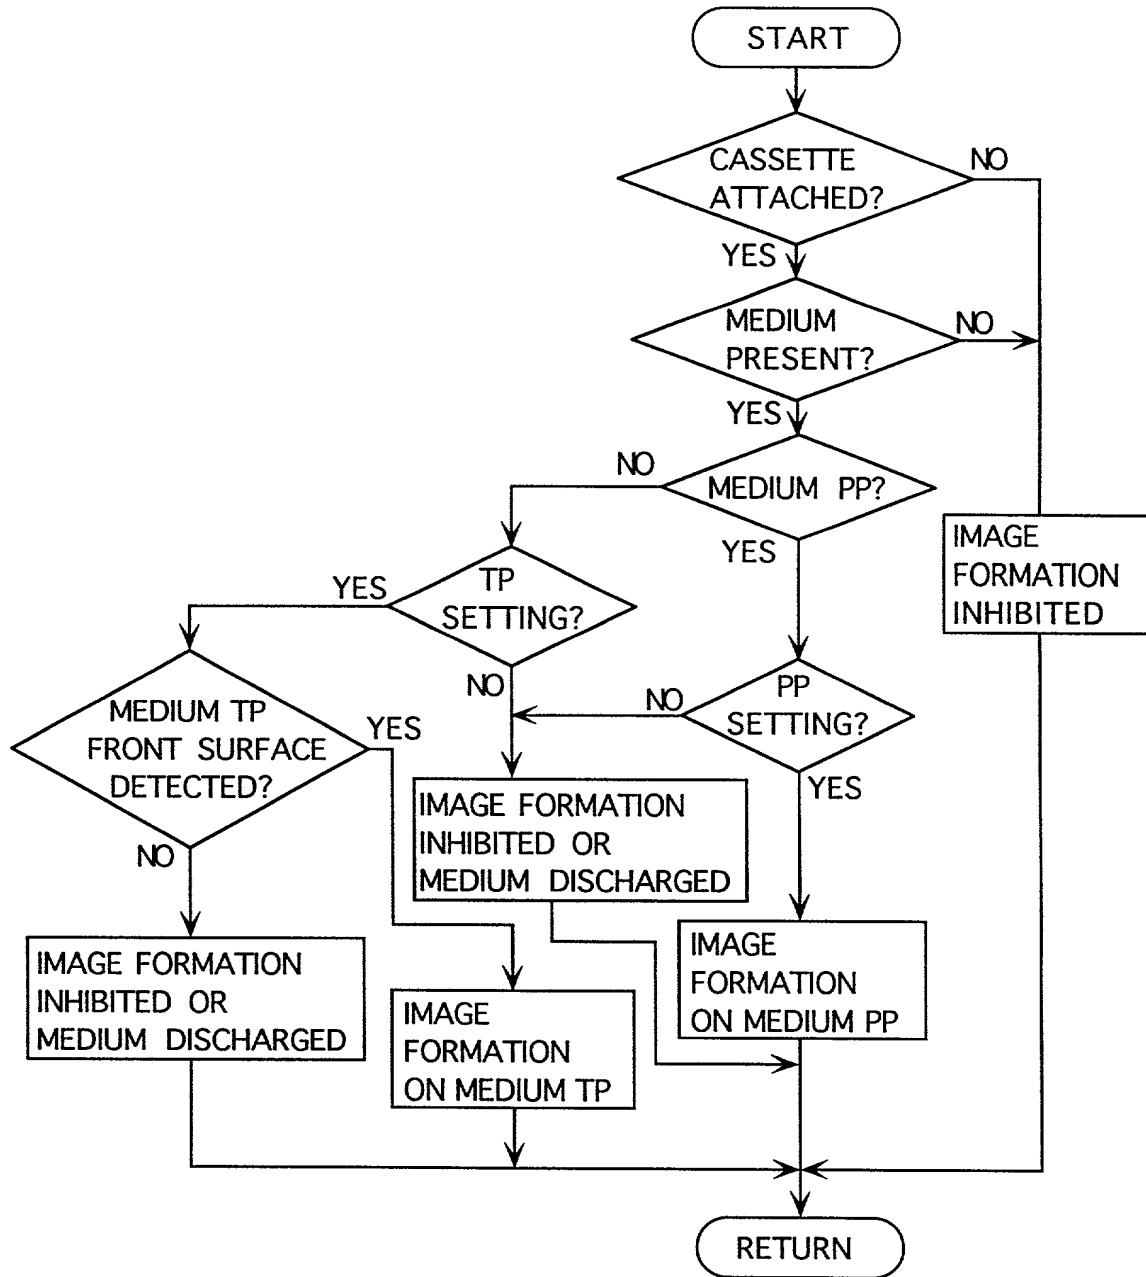 START
CASSETTE
ATTACHED?
NO
YES
MEDIUM
PRESENT?
NO
YES
NO
MEDIUM PP?
YES
IMAGE
FORMATION
INHIBITED
YES
TP
SETTING?
NO
NO
PP
SETTING?
YES
MEDIUM TP
FRONT SURFACE
DETECTED?
YES
NO
IMAGE FORMATION
INHIBITED OR
MEDIUM DISCHARGED
IMAGE
FORMATION
ON MEDIUM PP
IMAGE FORMATION
INHIBITED OR
MEDIUM DISCHARGED
IMAGE
FORMATION
ON MEDIUM TP
RETURN